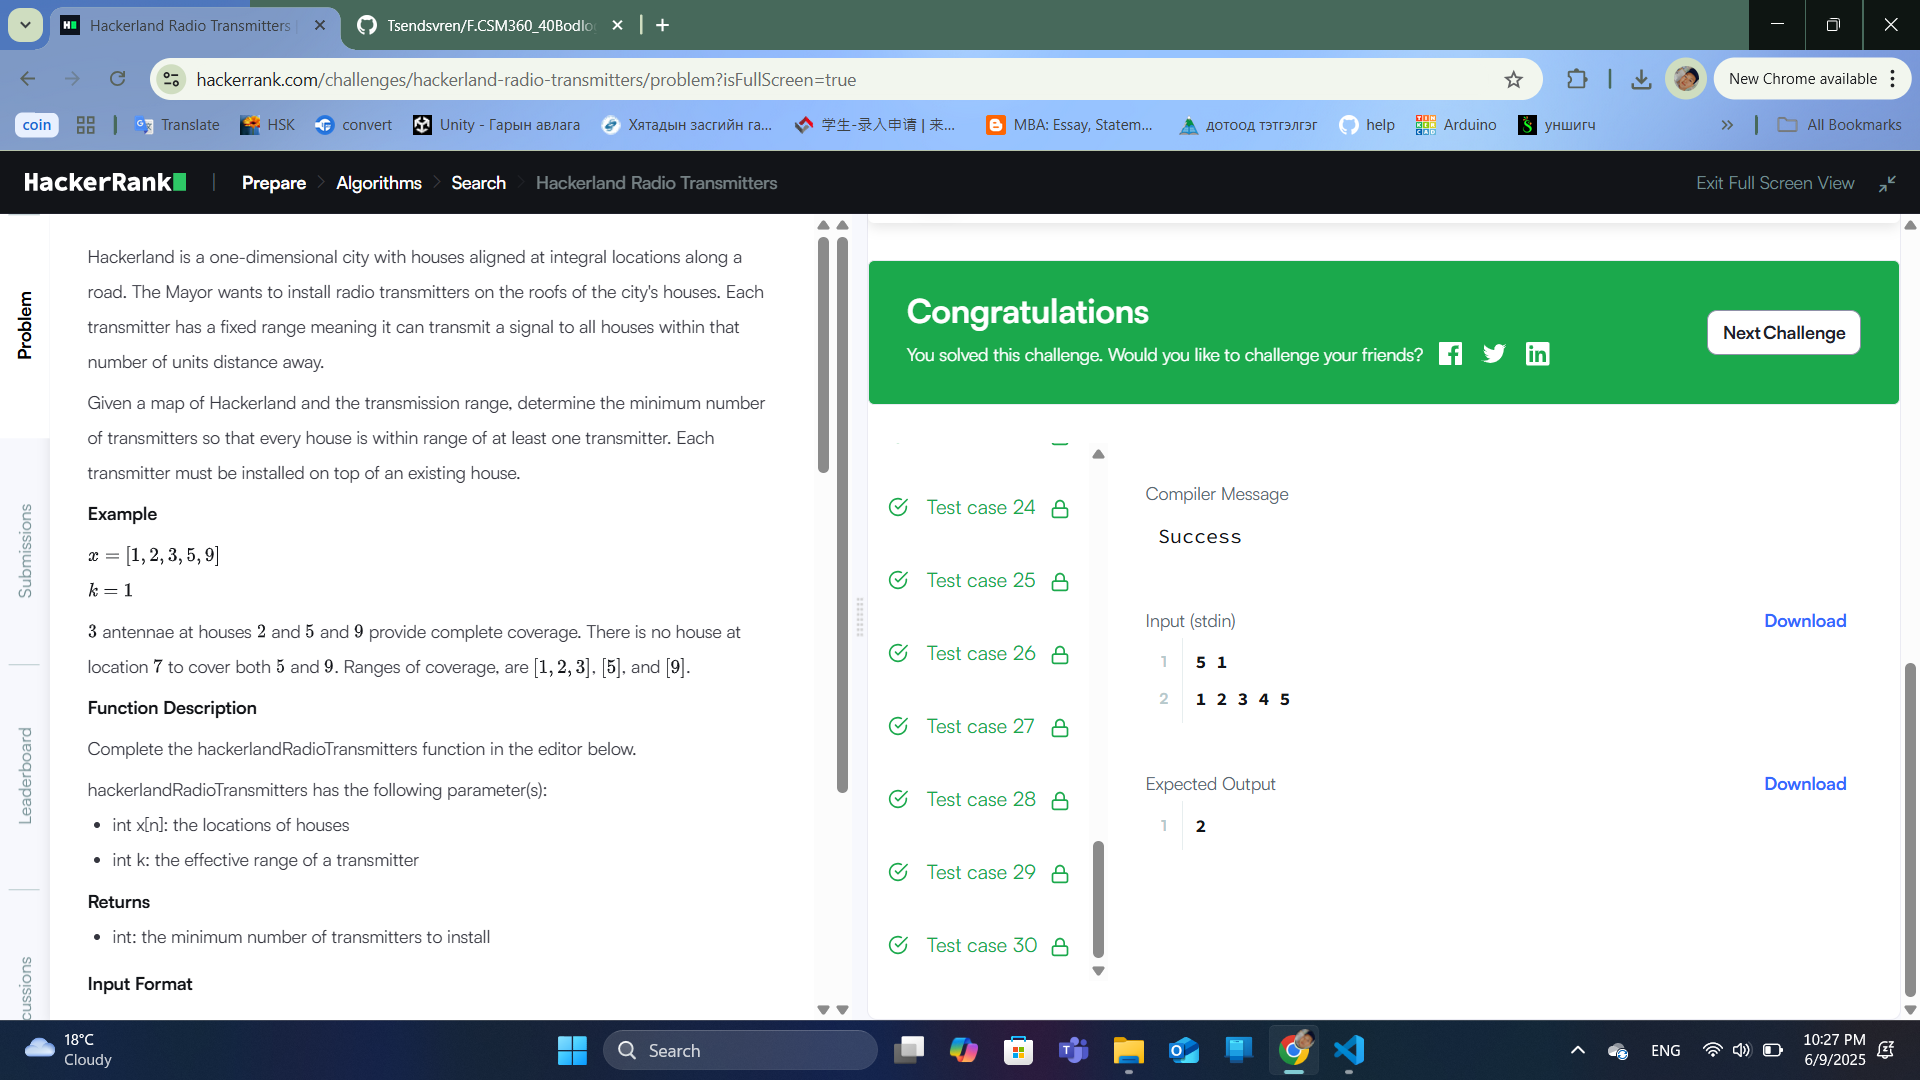 Hackerland Radio Transmitters |
Tsendsvren/F.CSM360_40Bodlo
hackerrank.com/challenges/hackerland-radio-transmitters/problem?isFullScreen=true
New Chrome available
coin
Translate
HSK
convert
Unity - Гарын авлага
Хятадын засгийн га...
学生-录入申请 | 来...
MBA: Essay, Statem...
дотоод тэтгэлгэг
help
Arduino
уншигч
All Bookmarks
HackerRank
Prepare
Algorithms
Search
Hackerland Radio Transmitters
Exit Full Screen View
Problem
Submissions
Leaderboard
cussions
Hackerland is a one-dimensional city with houses aligned at integral locations along a
road. The Mayor wants to install radio transmitters on the roofs of the city's houses. Each
transmitter has a fixed range meaning it can transmit a signal to all houses within that
number of units distance away.
Given a map of Hackerland and the transmission range, determine the minimum number
of transmitters so that every house is within range of at least one transmitter. Each
transmitter must be installed on top of an existing house.
Example
x = [1, 2, 3, 5, 9]
k = 1
3 antennae at houses 2 and 5 and 9 provide complete coverage. There is no house at
location 7 to cover both 5 and 9. Ranges of coverage, are [1, 2, 3], [5], and [9].
Function Description
Complete the hackerlandRadioTransmitters function in the editor below.
hackerlandRadioTransmitters has the following parameter(s):
• int x[n]: the locations of houses
• int k: the effective range of a transmitter
Returns
• int: the minimum number of transmitters to install
Input Format
Congratulations
You solved this challenge. Would you like to challenge your friends?
Next Challenge
Test case 24
Test case 25
Test case 26
Test case 27
Test case 28
Test case 29
Test case 30
Compiler Message
Success
Input (stdin)
Download
1 5 1
2 1 2 3 4 5
Expected Output
Download
1 2
18°C
Cloudy
Search
ENG
10:27 PM
6/9/2025